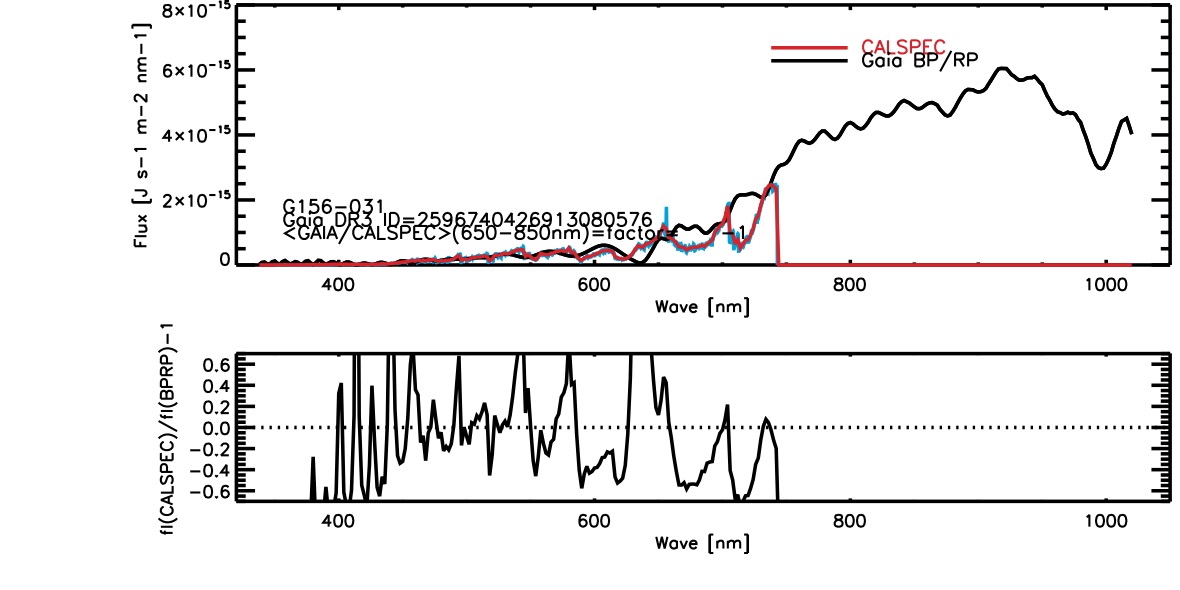 8×10⁻¹⁵
6×10⁻¹⁵
4×10⁻¹⁵
2×10⁻¹⁵
0
Flux [J s−1 m−2 nm−1]
CALSPEC
Gaia BP/RP
G156−031
Gaia DR3 ID=2596740426913080576
<GAIA/CALSPEC>(650−850nm)=factor= −1
400 600 800 1000
Wave [nm]
fl(CALSPEC)/fl(BPRP)−1
0.6
0.4
0.2
0.0
−0.2
−0.4
−0.6
400 600 800 1000
Wave [nm]